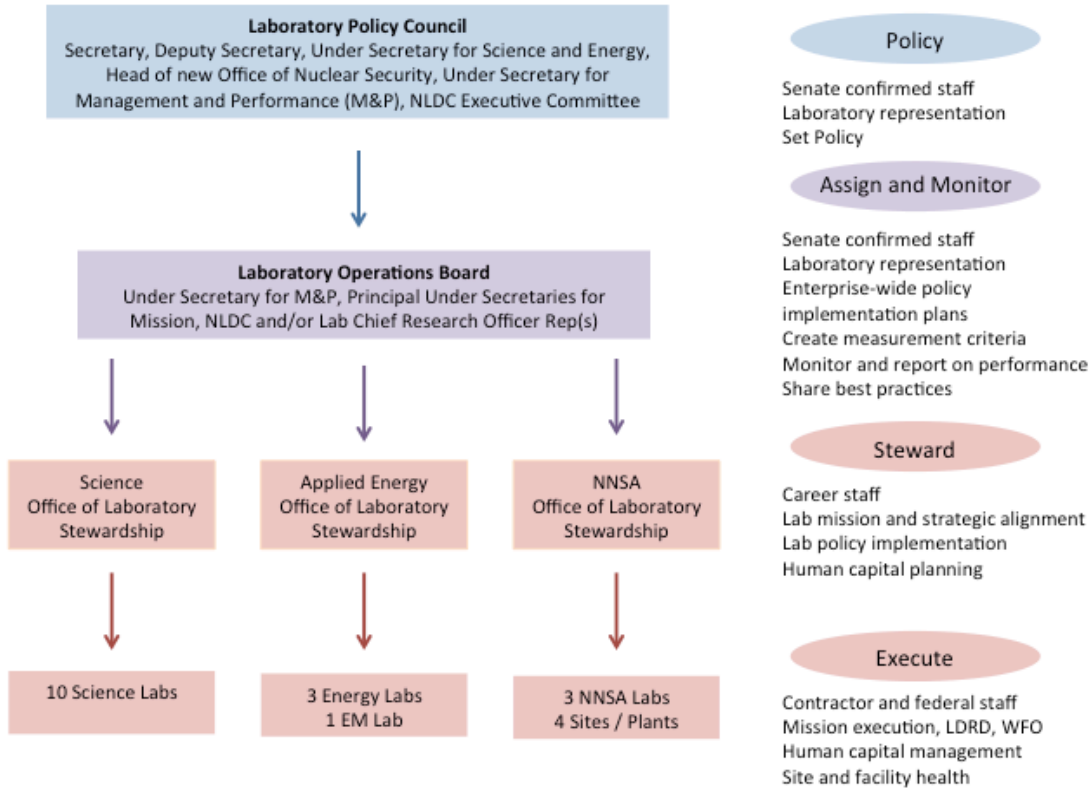 Laboratory Policy Council
Secretary, Deputy Secretary, Under Secretary for Science and Energy,
Head of new Office of Nuclear Security, Under Secretary for
Management and Performance (M&P), NLDC Executive Committee
Policy
Senate confirmed staff
Laboratory representation
Set Policy
Laboratory Operations Board
Under Secretary for M&P, Principal Under Secretaries for
Mission, NLDC and/or Lab Chief Research Officer Rep(s)
Assign and Monitor
Senate confirmed staff
Laboratory representation
Enterprise-wide policy
implementation plans
Create measurement criteria
Monitor and report on performance
Share best practices
Science
Office of Laboratory
Stewardship
Applied Energy
Office of Laboratory
Stewardship
NNSA
Office of Laboratory
Stewardship
Steward
Career staff
Lab mission and strategic alignment
Lab policy implementation
Human capital planning
10 Science Labs
3 Energy Labs
1 EM Lab
3 NNSA Labs
4 Sites / Plants
Execute
Contractor and federal staff
Mission execution, LDRD, WFO
Human capital management
Site and facility health